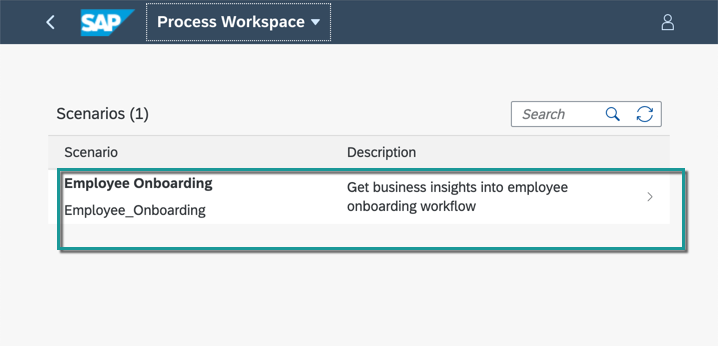 SAP Process Workspace
Scenarios (1)
Search
Scenario Description
Employee Onboarding
Get business insights into employee
onboarding workflow
Employee_Onboarding